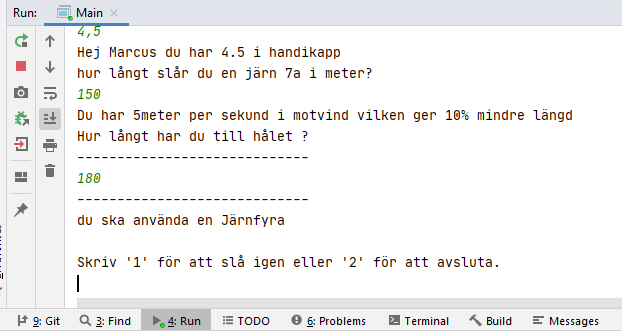 Run: Main
4,5
Hej Marcus du har 4.5 i handikapp
hur långt slår du en järn 7a i meter?
150
Du har 5meter per sekund i motvind vilken ger 10% mindre längd
Hur långt har du till hålet ?
-----------------------------
180
-----------------------------
du ska använda en Järnfyra
Skriv '1' för att slå igen eller '2' för att avsluta.
9: Git 3: Find 4: Run TODO 6: Problems Terminal Build Messages